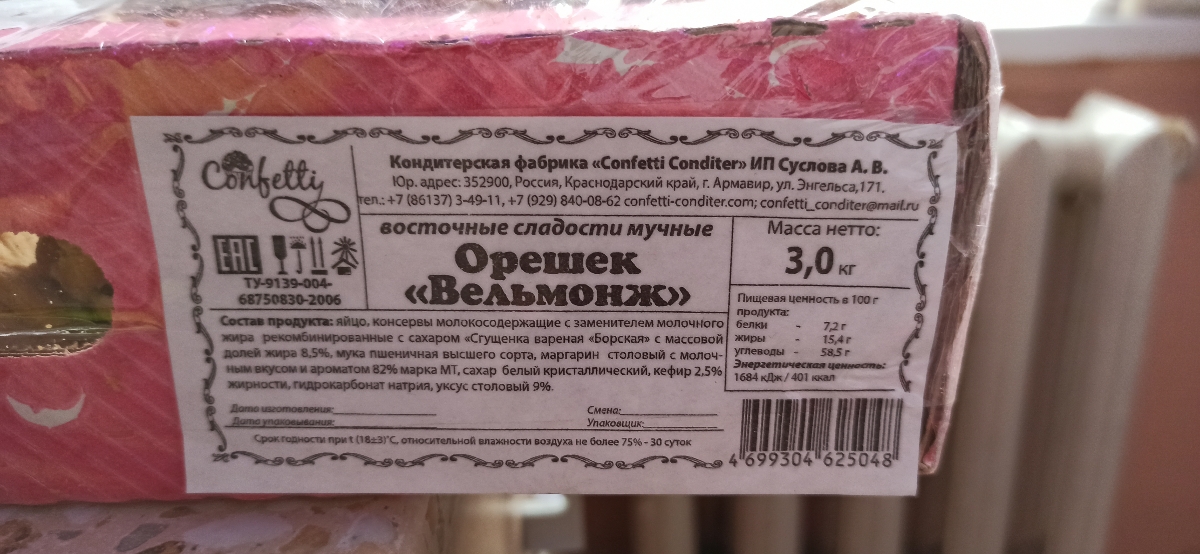 Confetti
Кондитерская фабрика «Confetti Conditer» ИП Суслова А. В.
Юр. адрес: 352900, Россия, Краснодарский край, г. Армавир, ул. Энгельса,171.
тел.: +7 (86137) 3-49-11, +7 (929) 840-08-62 confetti-conditer.com; confetti_conditer@mail.ru
EAC
ТУ-9139-004-
68750830-2006
восточные сладости мучные
Орешек
«Вельмонж»
Масса нетто:
3,0 кг
Пищевая ценность в 100 г
продукта:
белки - 7,2 г
жиры - 15,4 г
углеводы - 58,5 г
Энергетическая ценность:
1684 кДж / 401 ккал
Состав продукта: яйцо, консервы молокосодержащие с заменителем молочного
жира рекомбинированные с сахаром «Сгущенка вареная «Борская» с массовой
долей жира 8,5%, мука пшеничная высшего сорта, маргарин столовый с молоч-
ным вкусом и ароматом 82% марка МТ, сахар белый кристаллический, кефир 2,5%
жирности, гидрокарбонат натрия, уксус столовый 9%.
Дата изготовления:
Смена:
Дата упаковывания:
Упаковщик:
Срок годности при t (18±3)°С, относительной влажности воздуха не более 75% - 30 суток
4 699304 625048